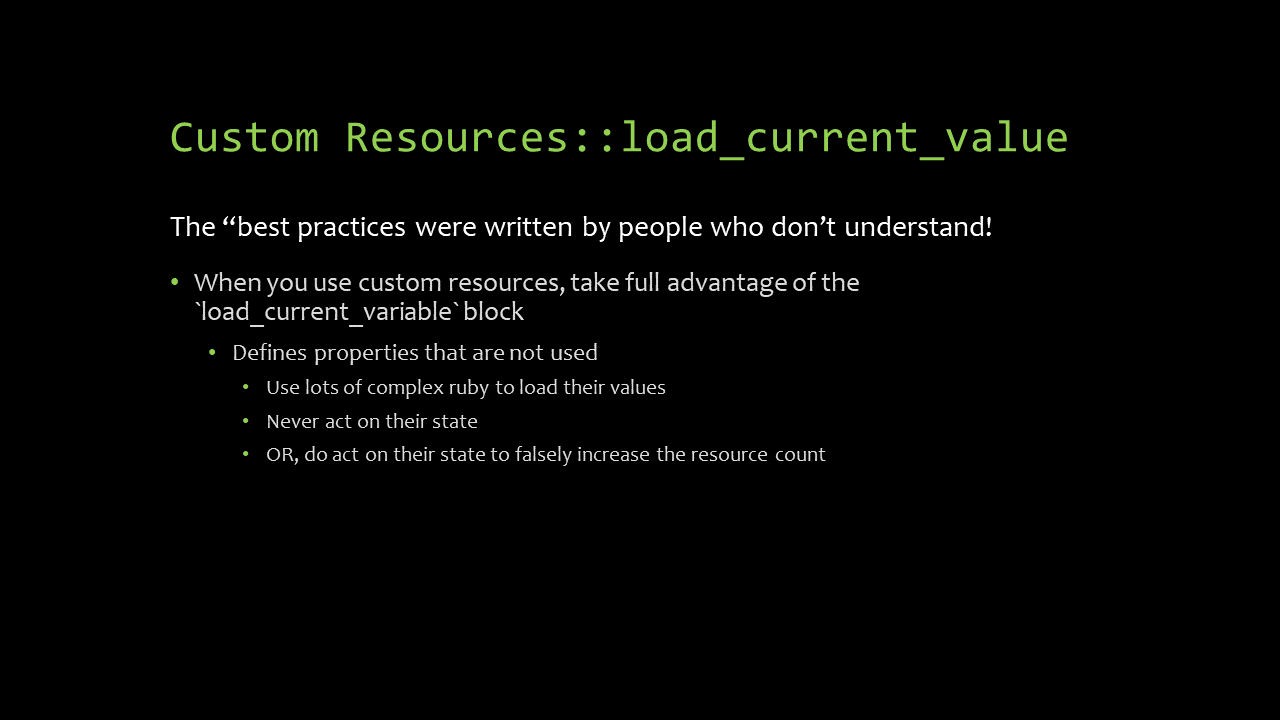 Custom Resources::load_current_value
The “best practices were written by people who don’t understand!
• When you use custom resources, take full advantage of the
`load_current_variable` block
• Defines properties that are not used
• Use lots of complex ruby to load their values
• Never act on their state
• OR, do act on their state to falsely increase the resource count